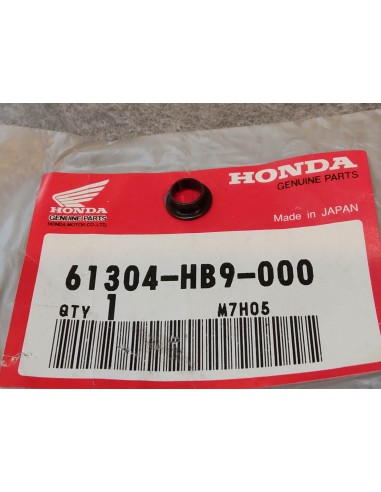 HONDA
GENUINE PARTS
HONDA MOTOR CO.,LTD.
HONDA
GENUINE PARTS
Made in JAPAN
61304-HB9-000
QTY 1 M7H05